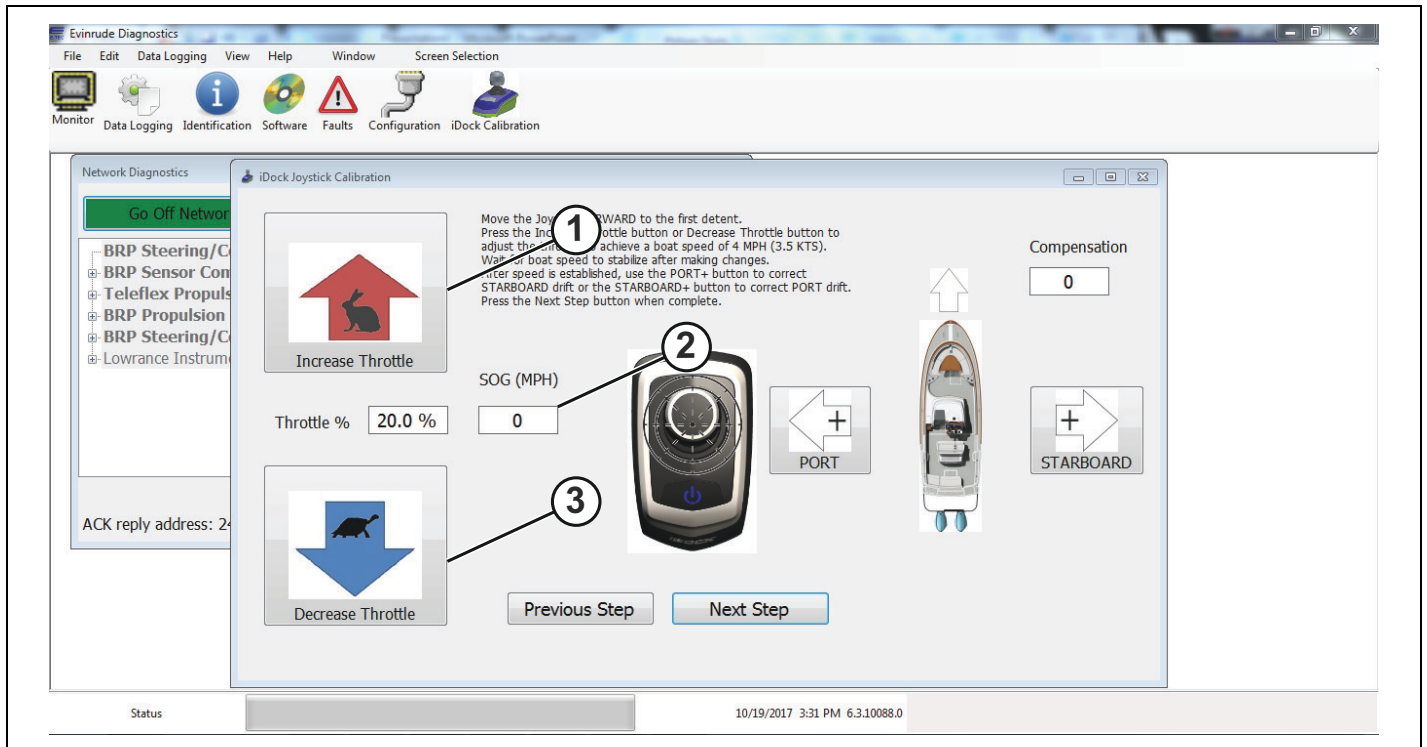 Evinrude Diagnostics
File Edit Data Logging View Help Window Screen Selection
Monitor Data Logging Identification Software Faults Configuration iDock Calibration
Network Diagnostics
iDock Joystick Calibration
Go Off Networ
BRP Steering/C
BRP Sensor Com
Teleflex Propuls
BRP Propulsion
BRP Steering/C
Lowrance Instrum
ACK reply address: 24
Move the Joy RWARD to the first detent.
Press the Inc ottle button or Decrease Throttle button to
adjust the achieve a boat speed of 4 MPH (3.5 KTS).
Wait for boat speed to stabilize after making changes.
After speed is established, use the PORT+ button to correct
STARBOARD drift or the STARBOARD+ button to correct PORT drift.
Press the Next Step button when complete.
1
Increase Throttle
2
SOG (MPH)
Throttle % 20.0 % 0
3
Decrease Throttle
Compensation
0
+
PORT
+
STARBOARD
Previous Step Next Step
Status 10/19/2017 3:31 PM 6.3.10088.0